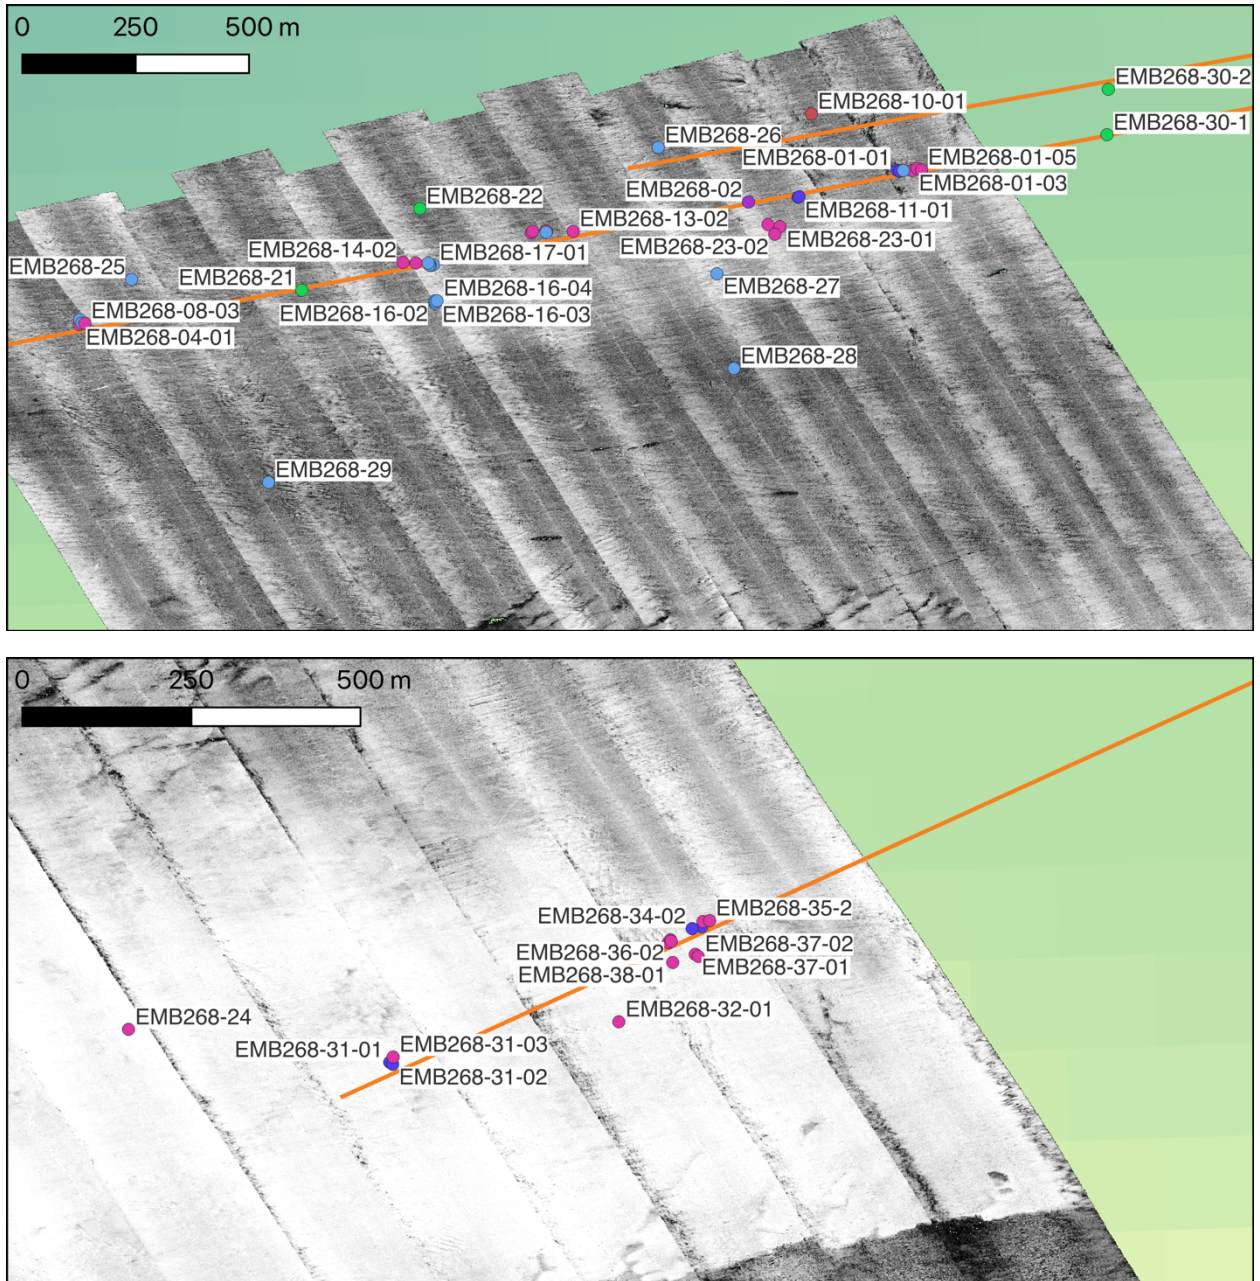 0 250 500 m
EMB268-30-2
EMB268-10-01
EMB268-30-1
EMB268-26
EMB268-01-01 EMB268-01-05
EMB268-02 EMB268-01-03
EMB268-22
EMB268-13-02 EMB268-11-01
EMB268-14-02 EMB268-17-01 EMB268-23-02 EMB268-23-01
EMB268-25 EMB268-21
EMB268-16-04 EMB268-27
EMB268-08-03 EMB268-16-02 EMB268-16-03
EMB268-04-01
EMB268-28
EMB268-29
0 250 500 m
EMB268-34-02 EMB268-35-2
EMB268-36-02 EMB268-37-02
EMB268-38-01 EMB268-37-01
EMB268-32-01
EMB268-24
EMB268-31-01 EMB268-31-03
EMB268-31-02